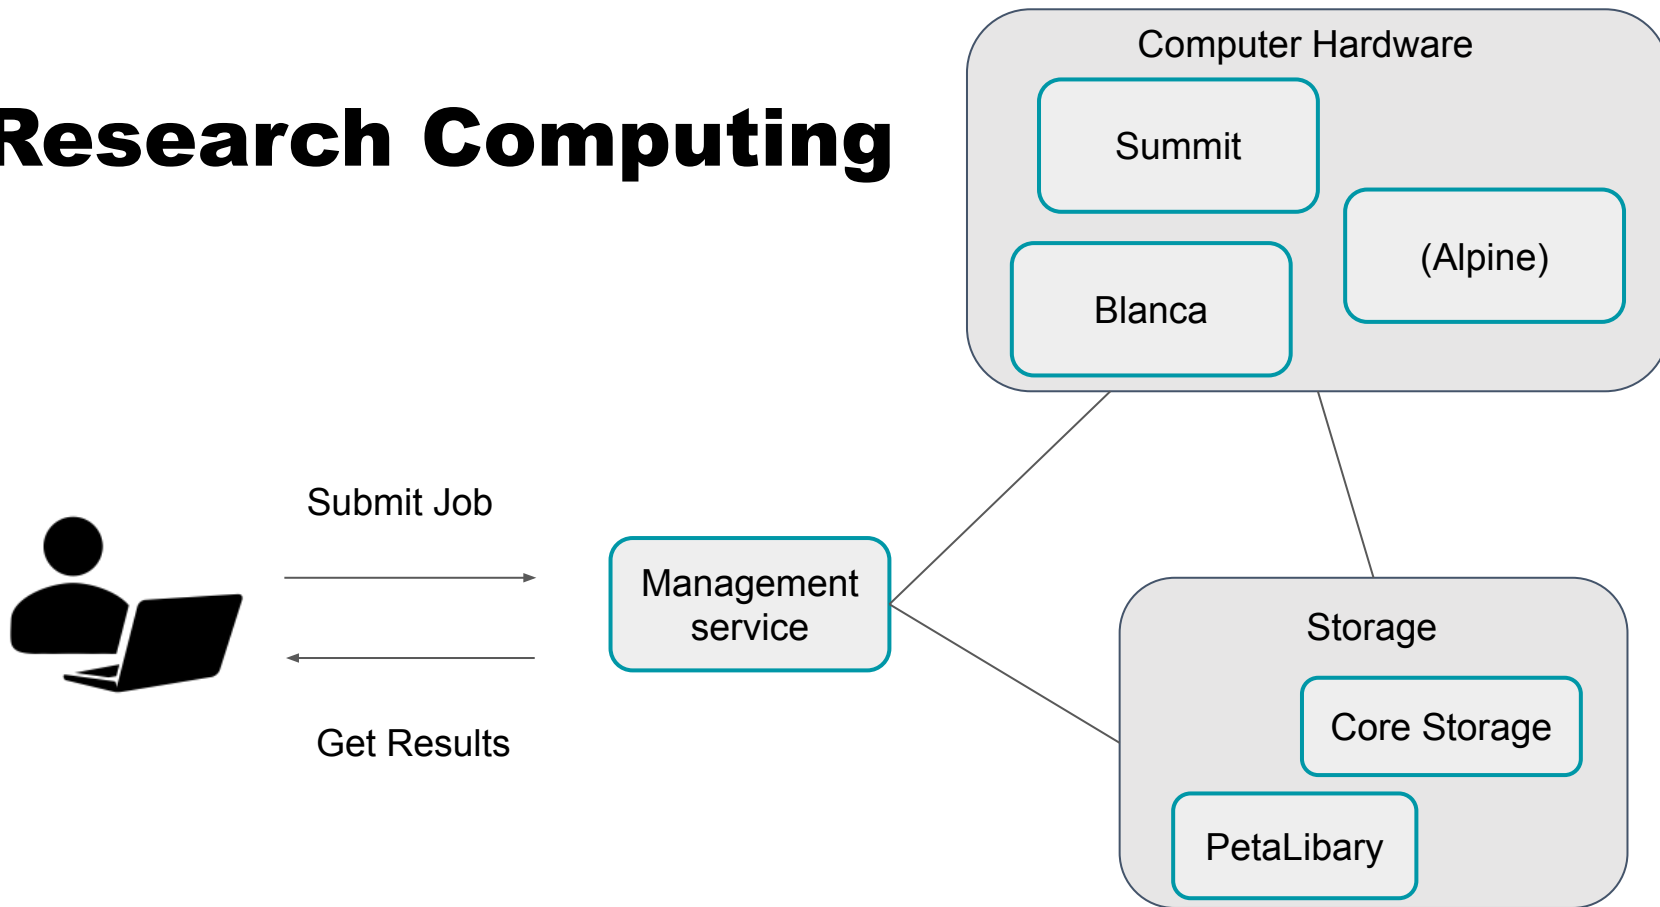 Research Computing
Computer Hardware
Summit
(Alpine)
Blanca
Submit Job
Management
service
Get Results
Storage
Core Storage
PetaLibary